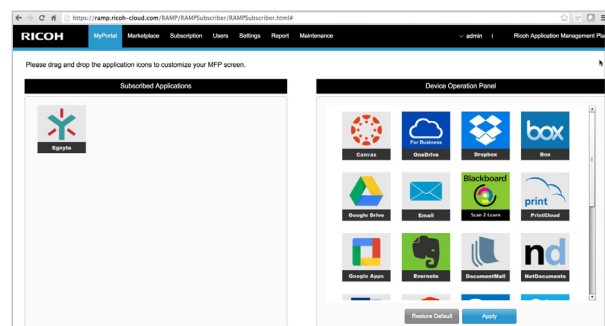 https://ramp.ricoh-cloud.com/RAMP/RAMPSubscriber/RAMPSubscriber.html#
RICOH MyPortal Marketplace Subscription Users Settings Report Maintenance admin Ricoh Application Management Pla
Please drag and drop the application icons to customize your MFP screen.
Subscribed Applications
Egnyte
Device Operation Panel
Canvas
For Business
OneDrive
Dropbox
box
Box
Google Drive
Email
Blackboard
Scan 2 Learn
print
PrintCloud
Google Apps
Evernote
DocumentMall
nd
NetDocuments
Restore Default Apply